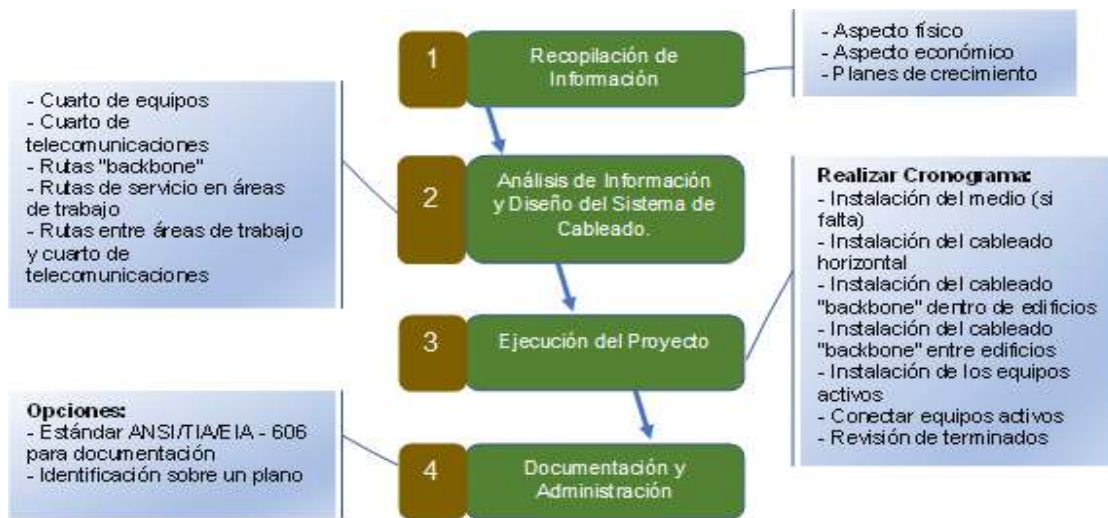 1
Recopilación de
Información
- Aspecto físico
- Aspecto económico
- Planes de crecimiento
2
Análisis de Información
y Diseño del Sistema de
Cableado.
- Cuarto de equipos
- Cuarto de
telecomunicaciones
- Rutas "backbone"
- Rutas de servicio en áreas
de trabajo
- Rutas entre áreas de trabajo
y cuarto de
telecomunicaciones
3
Ejecución del Proyecto
Realizar Cronograma:
- Instalación del medio (si
falta)
- Instalación del cableado
horizontal
- Instalación del cableado
"backbone" dentro de edificios
- Instalación del cableado
"backbone" entre edificios
- Instalación de los equipos
activos
- Conectar equipos activos
- Revisión de terminados
4
Documentación y
Administración
Opciones:
- Estándar ANSI/TIA/EIA - 606
para documentación
- Identificación sobre un plano